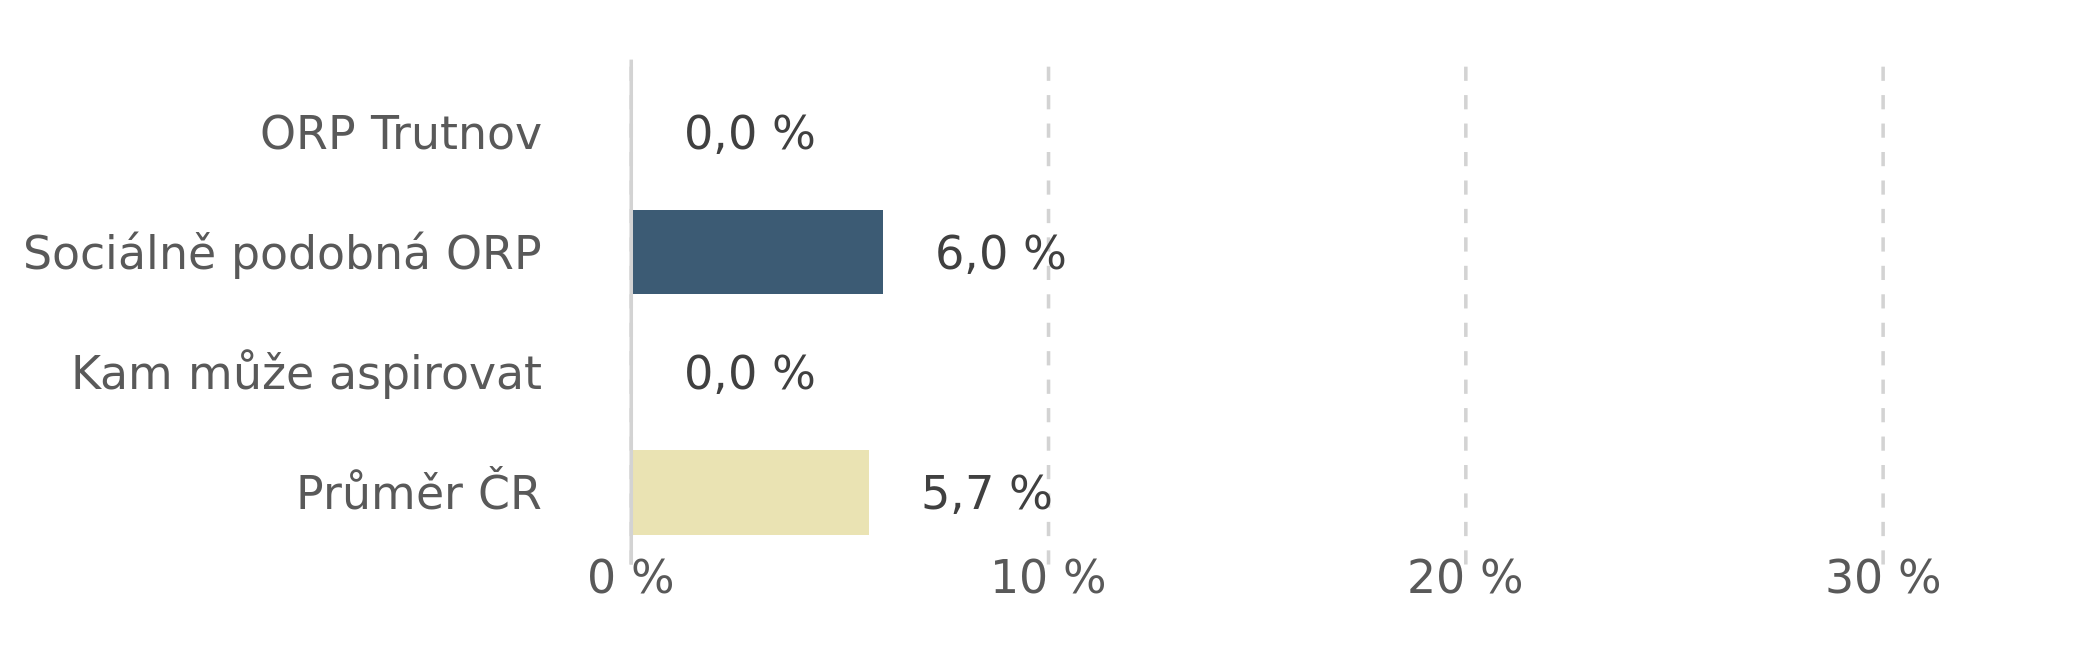 ORP Trutnov 0,0 %
Sociálně podobná ORP 6,0 %
Kam může aspirovat 0,0 %
Průměr ČR 5,7 %
0 % 10 % 20 % 30 %